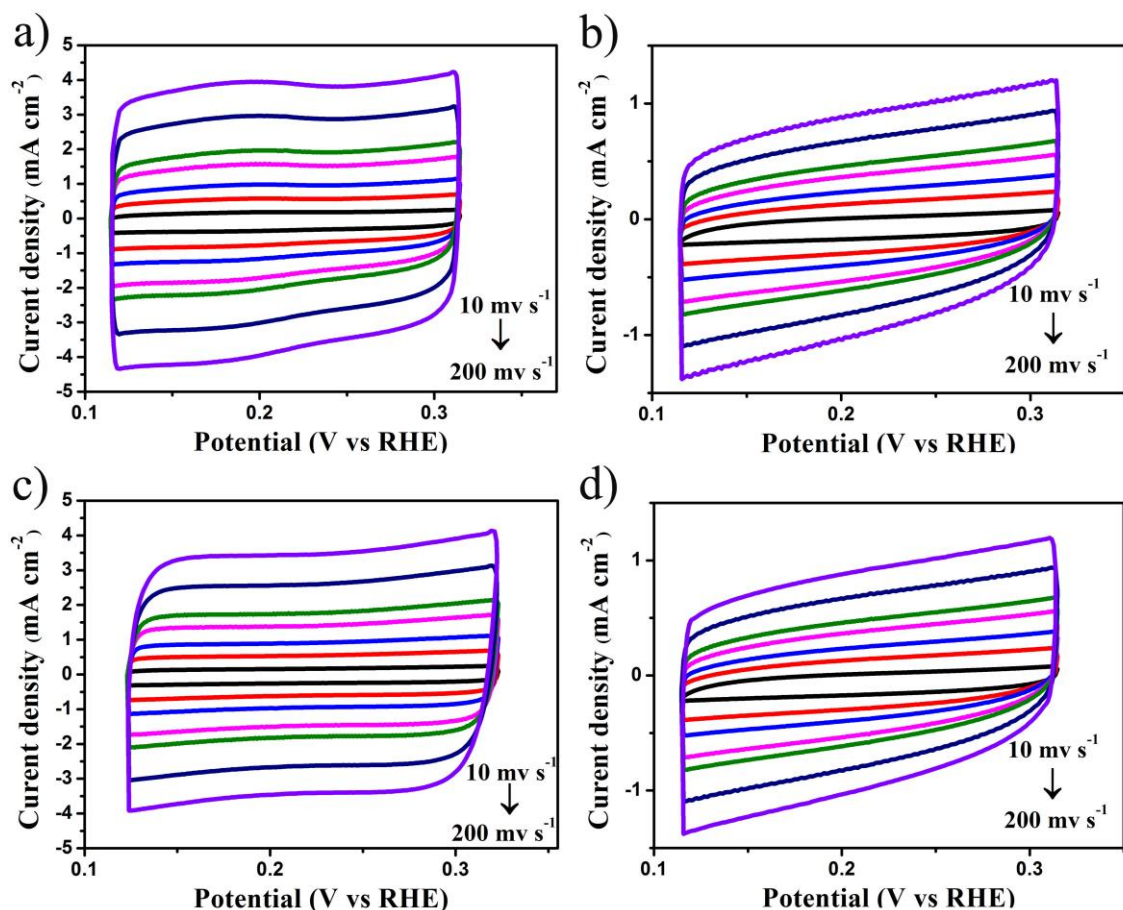 a)
5
4
3
2
1
0
-1
-2
-3
-4
-5
Curent density (mA cm-2)
10 mv s-1
↓
200 mv s-1
0.1 0.2 0.3
Potential (V vs RHE)
b)
1
0
-1
Curent density (mA cm-2)
10 mv s-1
↓
200 mv s-1
0.1 0.2 0.3
Potential (V vs RHE)
c)
5
4
3
2
1
0
-1
-2
-3
-4
-5
Curent density (mA cm-2)
10 mv s-1
↓
200 mv s-1
0.1 0.2 0.3
Potential (V vs RHE)
d)
1
0
-1
Curent density (mA cm-2)
10 mv s-1
↓
200 mv s-1
0.1 0.2 0.3
Potential (V vs RHE)